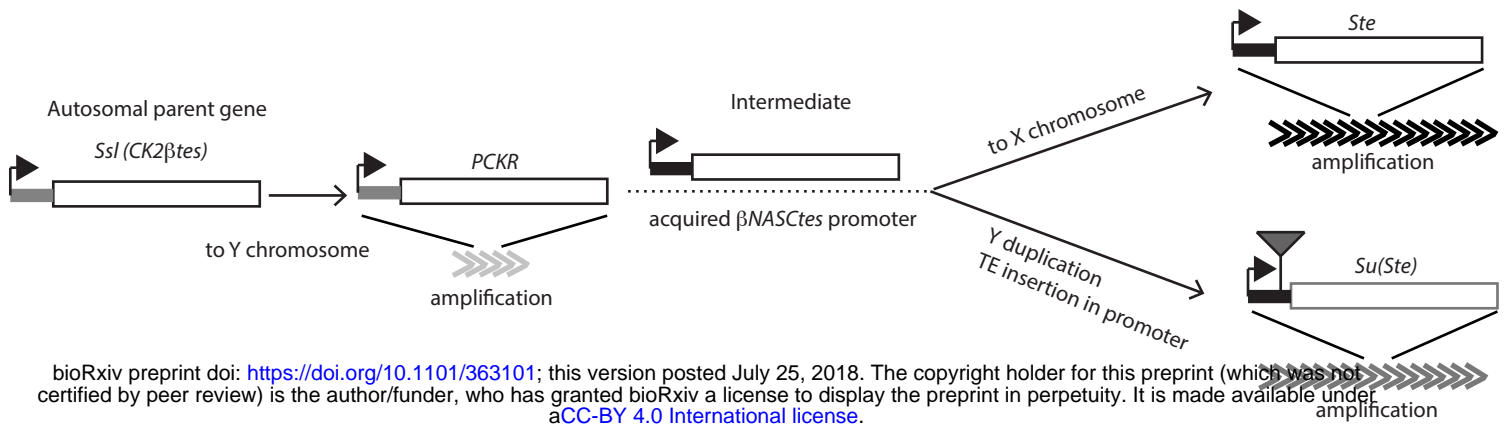 Autosomal parent gene
Ssl (CK2βtes)
to Y chromosome
PCKR
amplification
Intermediate
acquired βNASCtes promoter
to X chromosome
Ste
amplification
Y duplication
TE insertion in promoter
Su(Ste)
amplification
bioRxiv preprint doi: https://doi.org/10.1101/363101; this version posted July 25, 2018. The copyright holder for this preprint (which was not
certified by peer review) is the author/funder, who has granted bioRxiv a license to display the preprint in perpetuity. It is made available under
aCC-BY 4.0 International license.